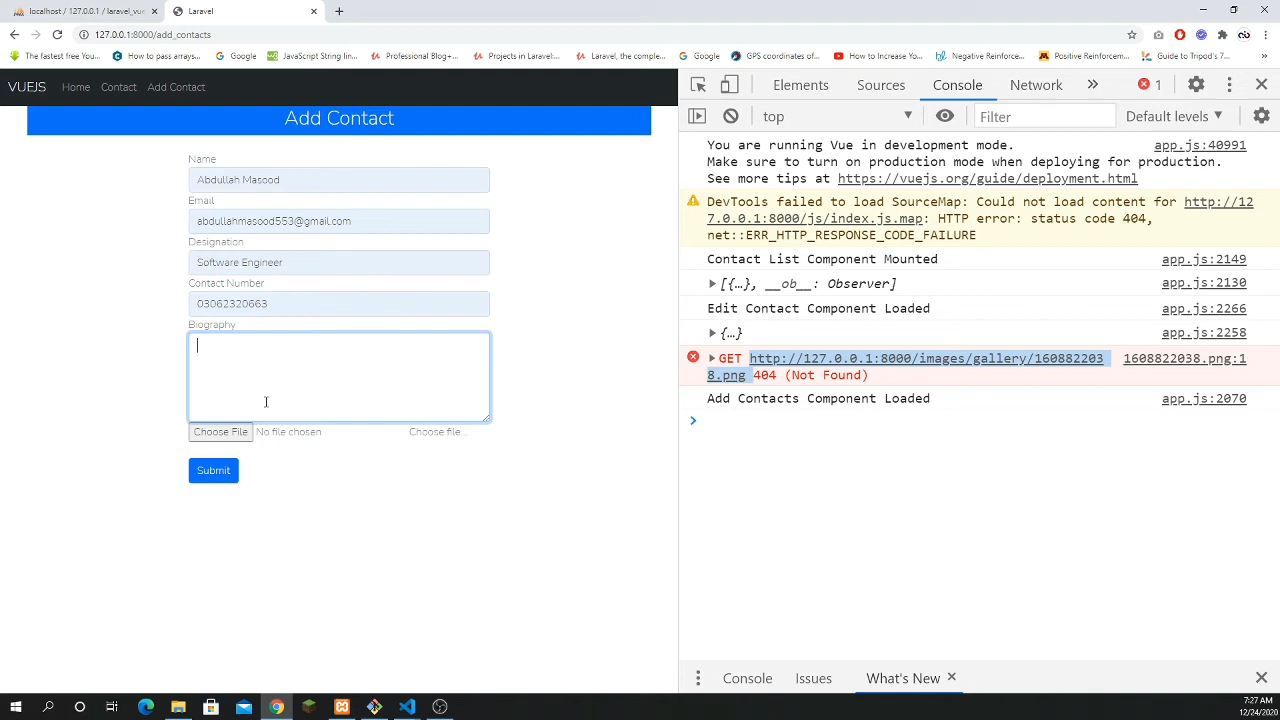 localhost / 127.0.0.1 / laravel_vue
Laravel
127.0.0.1:8000/add_contacts
The fastest free You...
How to pass arrays...
Google
JavaScript String lin...
Professional Blog+...
Projects in Laravel:...
Laravel, the comple...
Google
GPS coordinates of...
How to Increase Yo...
Negative Reinforce...
Positive Reinforcem...
Guide to Tripod's 7...
VUEJS
Home
Contact
Add Contact
Add Contact
Name
Abdullah Masood
Email
abdullahmasood553@gmail.com
Designation
Software Engineer
Contact Number
03062320663
Biography
Choose File
No file chosen
Choose file...
Submit
Elements
Sources
Console
Network
1
top
Filter
Default levels
You are running Vue in development mode.
app.js:40991
Make sure to turn on production mode when deploying for production.
See more tips at https://vuejs.org/guide/deployment.html
DevTools failed to load SourceMap: Could not load content for http://12
7.0.0.1:8000/js/index.js.map: HTTP error: status code 404,
net::ERR_HTTP_RESPONSE_CODE_FAILURE
Contact List Component Mounted
app.js:2149
[{…}, __ob__: Observer]
app.js:2130
Edit Contact Component Loaded
app.js:2266
{…}
app.js:2258
GET http://127.0.0.1:8000/images/gallery/160882203
1608822038.png:1
8.png 404 (Not Found)
Add Contacts Component Loaded
app.js:2070
Console
Issues
What's New
7:27 AM
12/24/2020